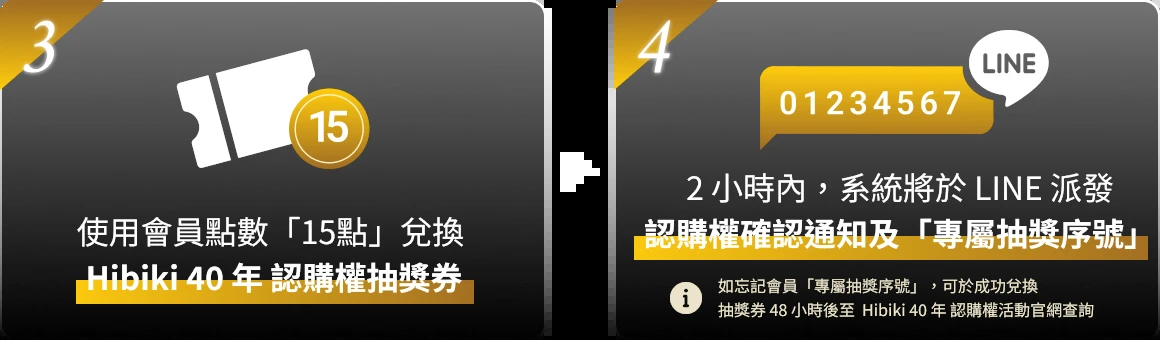 3
15
使用會員點數「15點」兌換
Hibiki 40 年 認購權抽獎券
4
LINE
01234567
2 小時內，系統將於 LINE 派發
認購權確認通知及「專屬抽獎序號」
如忘記會員「專屬抽獎序號」，可於成功兌換
抽獎券 48 小時後至 Hibiki 40 年 認購權活動官網查詢